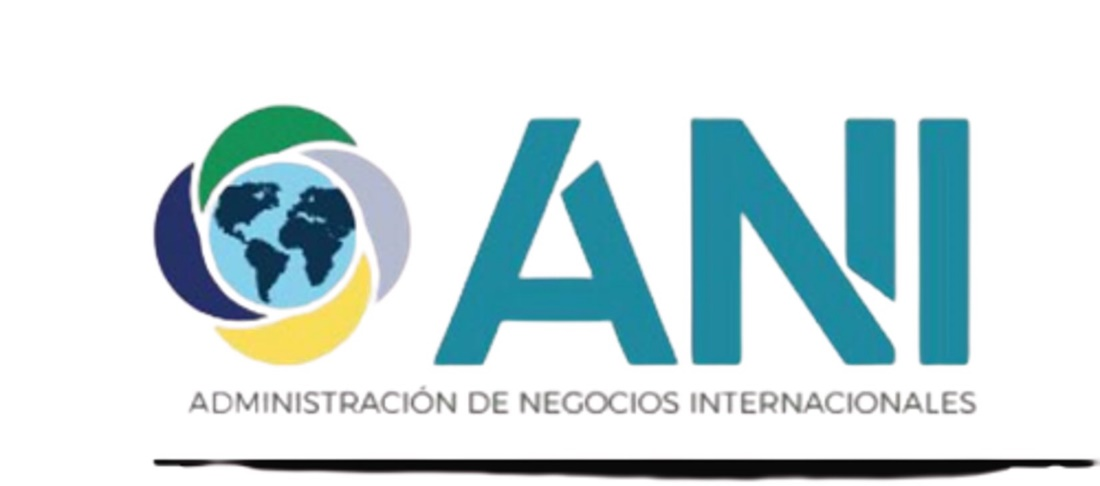 ANI
ADMINISTRACIÓN DE NEGOCIOS INTERNACIONALES